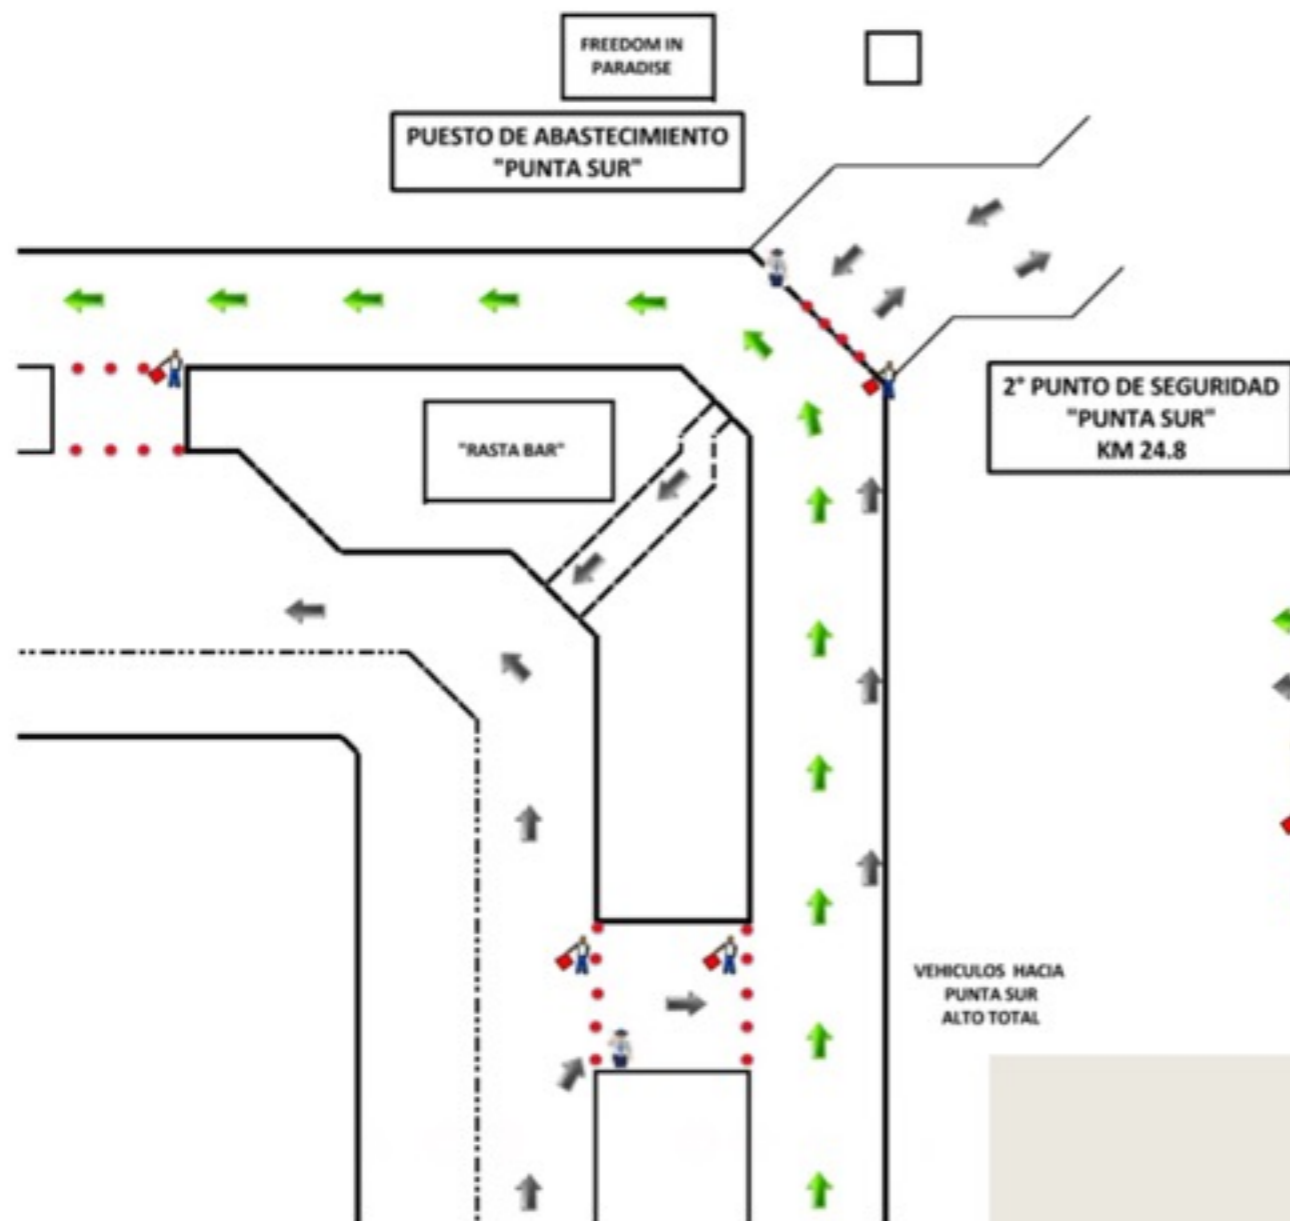 FREEDOM IN
PARADISE
PUESTO DE ABASTECIMIENTO
"PUNTA SUR"
2° PUNTO DE SEGURIDAD
"PUNTA SUR"
KM 24.8
"RASTA BAR"
VEHICULOS HACIA
PUNTA SUR
ALTO TOTAL